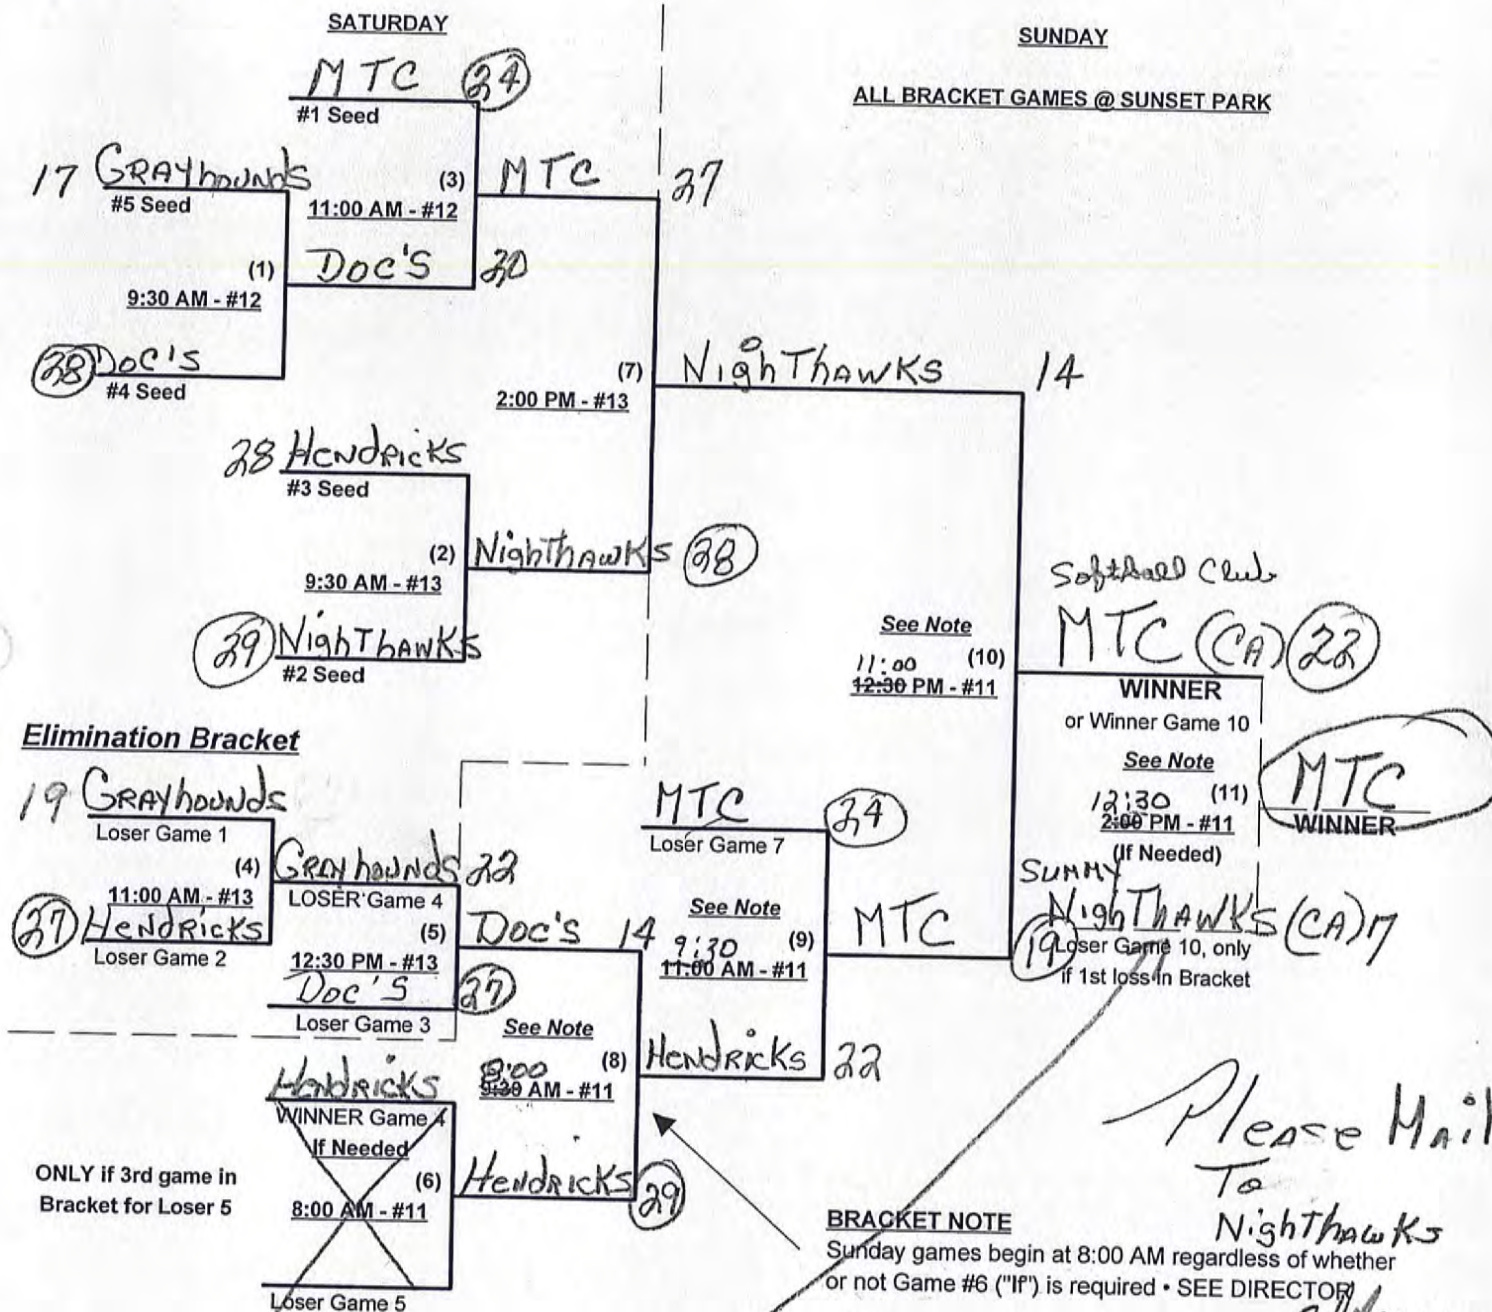 SATURDAY
SUNDAY
ALL BRACKET GAMES @ SUNSET PARK
MTC 24
#1 Seed
17 GRAYhouNds
#5 Seed
(3)
11:00 AM - #12
MTC 27
(1)
9:30 AM - #12
Doc's 20
28 Doc's
#4 Seed
(7)
2:00 PM - #13
NighThawks 14
28 Hendricks
#3 Seed
(2)
9:30 AM - #13
NighThawks 28
29 NighThawks
#2 Seed
See Note
11:00 (10)
12:30 PM - #11
Softball Club
MTC (CA) 22
WINNER
or Winner Game 10
See Note
12:30 (11)
2:00 PM - #11
(If Needed)
MTC
WINNER
NighThawks (CA) 7
19 Loser Game 10, only
if 1st loss in Bracket
Elimination Bracket
19 GRAYhouNds
Loser Game 1
(4)
11:00 AM - #13
27 Hendricks
Loser Game 2
GRAYhouNds 22
LOSER Game 4
(5)
12:30 PM - #13
Doc's 27
Loser Game 3
Doc's 14
MTC 24
Loser Game 7
See Note
9:30 (9)
11:00 AM - #11
MTC
See Note
8:00 (8)
9:30 AM - #11
Hendricks 22
Hendricks
WINNER Game 4
If Needed
(6)
8:00 AM - #11
Loser Game 5
Hendricks 29
ONLY if 3rd game in
Bracket for Loser 5
BRACKET NOTE
Sunday games begin at 8:00 AM regardless of whether
or not Game #6 ("If") is required • SEE DIRECTOR
Please Mail
To
NighThawks